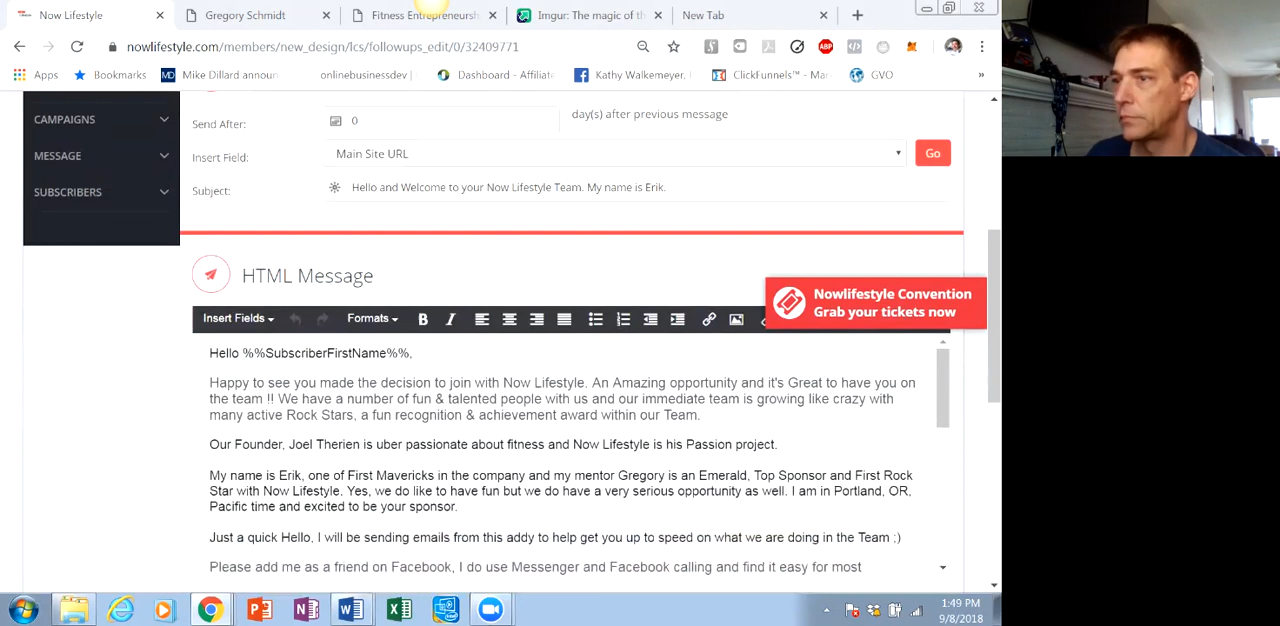 Now Lifestyle
Gregory Schmidt
Fitness Entrepreneursh
Imgur: The magic of th
New Tab
nowlifestyle.com/members/new_design/lcs/followups_edit/0/32409771
ABP
Apps
Bookmarks
MD
Mike Dillard announ
onlinebusinessdev |
Dashboard - Affiliate
Kathy Walkemeyer.
ClickFunnels™ - Mar
GVO
»
CAMPAIGNS
MESSAGE
SUBSCRIBERS
Send After:
0
day(s) after previous message
Insert Field:
Main Site URL
Go
Subject:
Hello and Welcome to your Now Lifestyle Team. My name is Erik.
HTML Message
Nowlifestyle Convention
Grab your tickets now
Insert Fields
Formats
B
I
Hello %%SubscriberFirstName%%,
Happy to see you made the decision to join with Now Lifestyle. An Amazing opportunity and it's Great to have you on
the team !! We have a number of fun & talented people with us and our immediate team is growing like crazy with
many active Rock Stars, a fun recognition & achievement award within our Team.
Our Founder, Joel Therien is uber passionate about fitness and Now Lifestyle is his Passion project.
My name is Erik, one of First Mavericks in the company and my mentor Gregory is an Emerald, Top Sponsor and First Rock
Star with Now Lifestyle. Yes, we do like to have fun but we do have a very serious opportunity as well. I am in Portland, OR,
Pacific time and excited to be your sponsor.
Just a quick Hello, I will be sending emails from this addy to help get you up to speed on what we are doing in the Team ;)
Please add me as a friend on Facebook, I do use Messenger and Facebook calling and find it easy for most
1:49 PM
9/8/2018